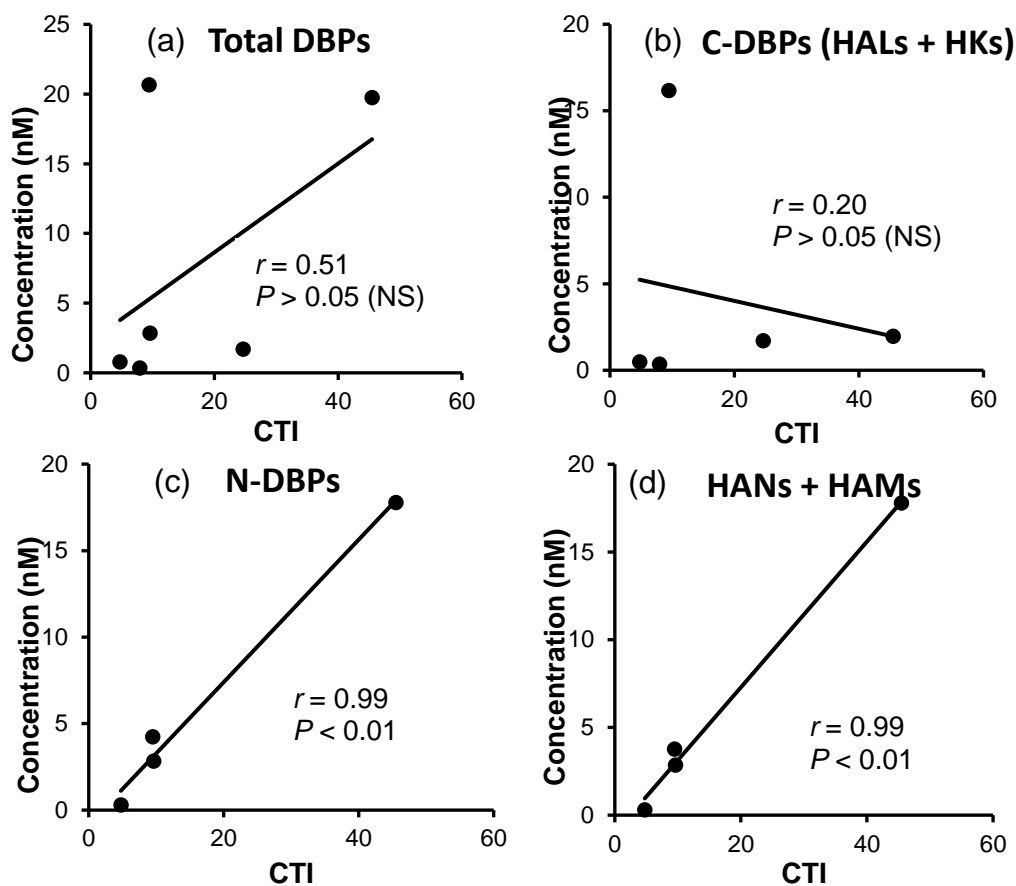 (a) Total DBPs
25
20
15
10
5
0
0 20 40 60
Concentration (nM)
CTI
r = 0.51
P > 0.05 (NS)
(b) C-DBPs (HALs + HKs)
20
15
10
5
0
0 20 40 60
Concentration (nM)
CTI
r = 0.20
P > 0.05 (NS)
(c) N-DBPs
20
15
10
5
0
0 20 40 60
Concentration (nM)
CTI
r = 0.99
P < 0.01
(d) HANs + HAMs
20
15
10
5
0
0 20 40 60
Concentration (nM)
CTI
r = 0.99
P < 0.01